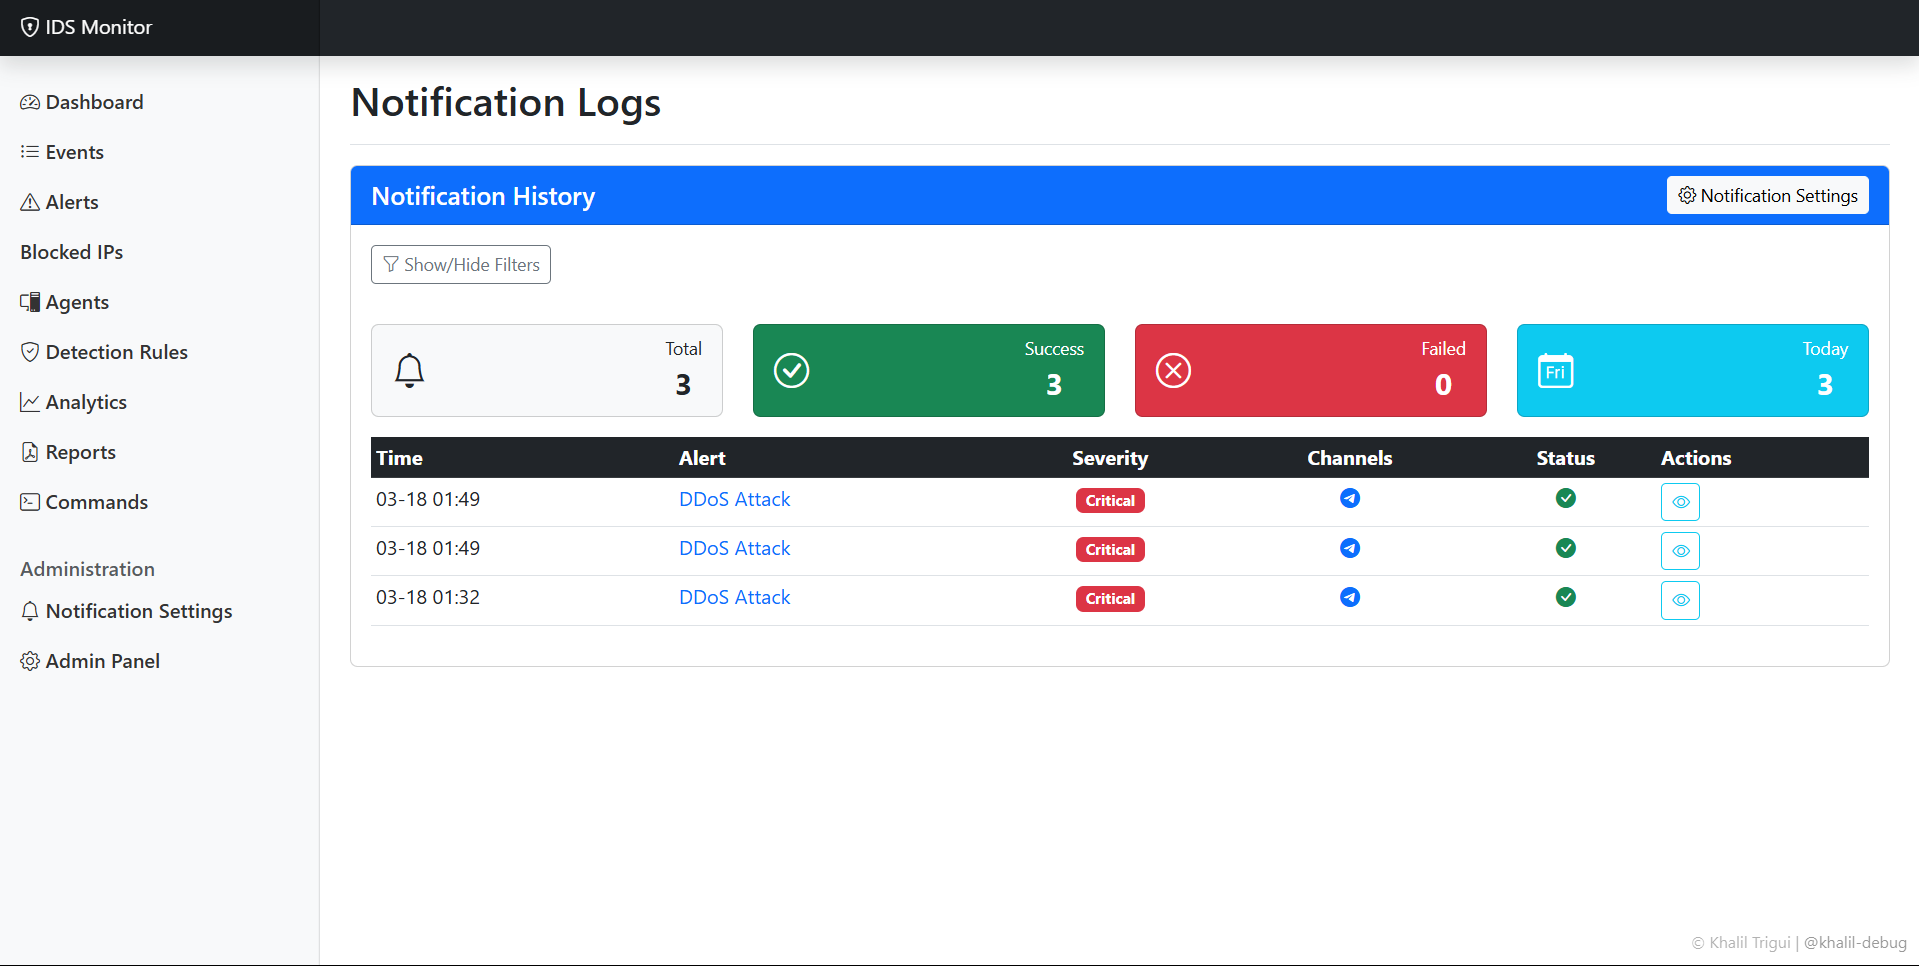 IDS Monitor
Dashboard
Events
Alerts
Blocked IPs
Agents
Detection Rules
Analytics
Reports
Commands
Administration
Notification Settings
Admin Panel
Notification Logs
Notification History
Notification Settings
Show/Hide Filters
Total
3
Success
3
Failed
0
Fri
Today
3
Time Alert Severity Channels Status Actions
03-18 01:49 DDoS Attack Critical
03-18 01:49 DDoS Attack Critical
03-18 01:32 DDoS Attack Critical
© Khalil Trigui | @khalil-debug